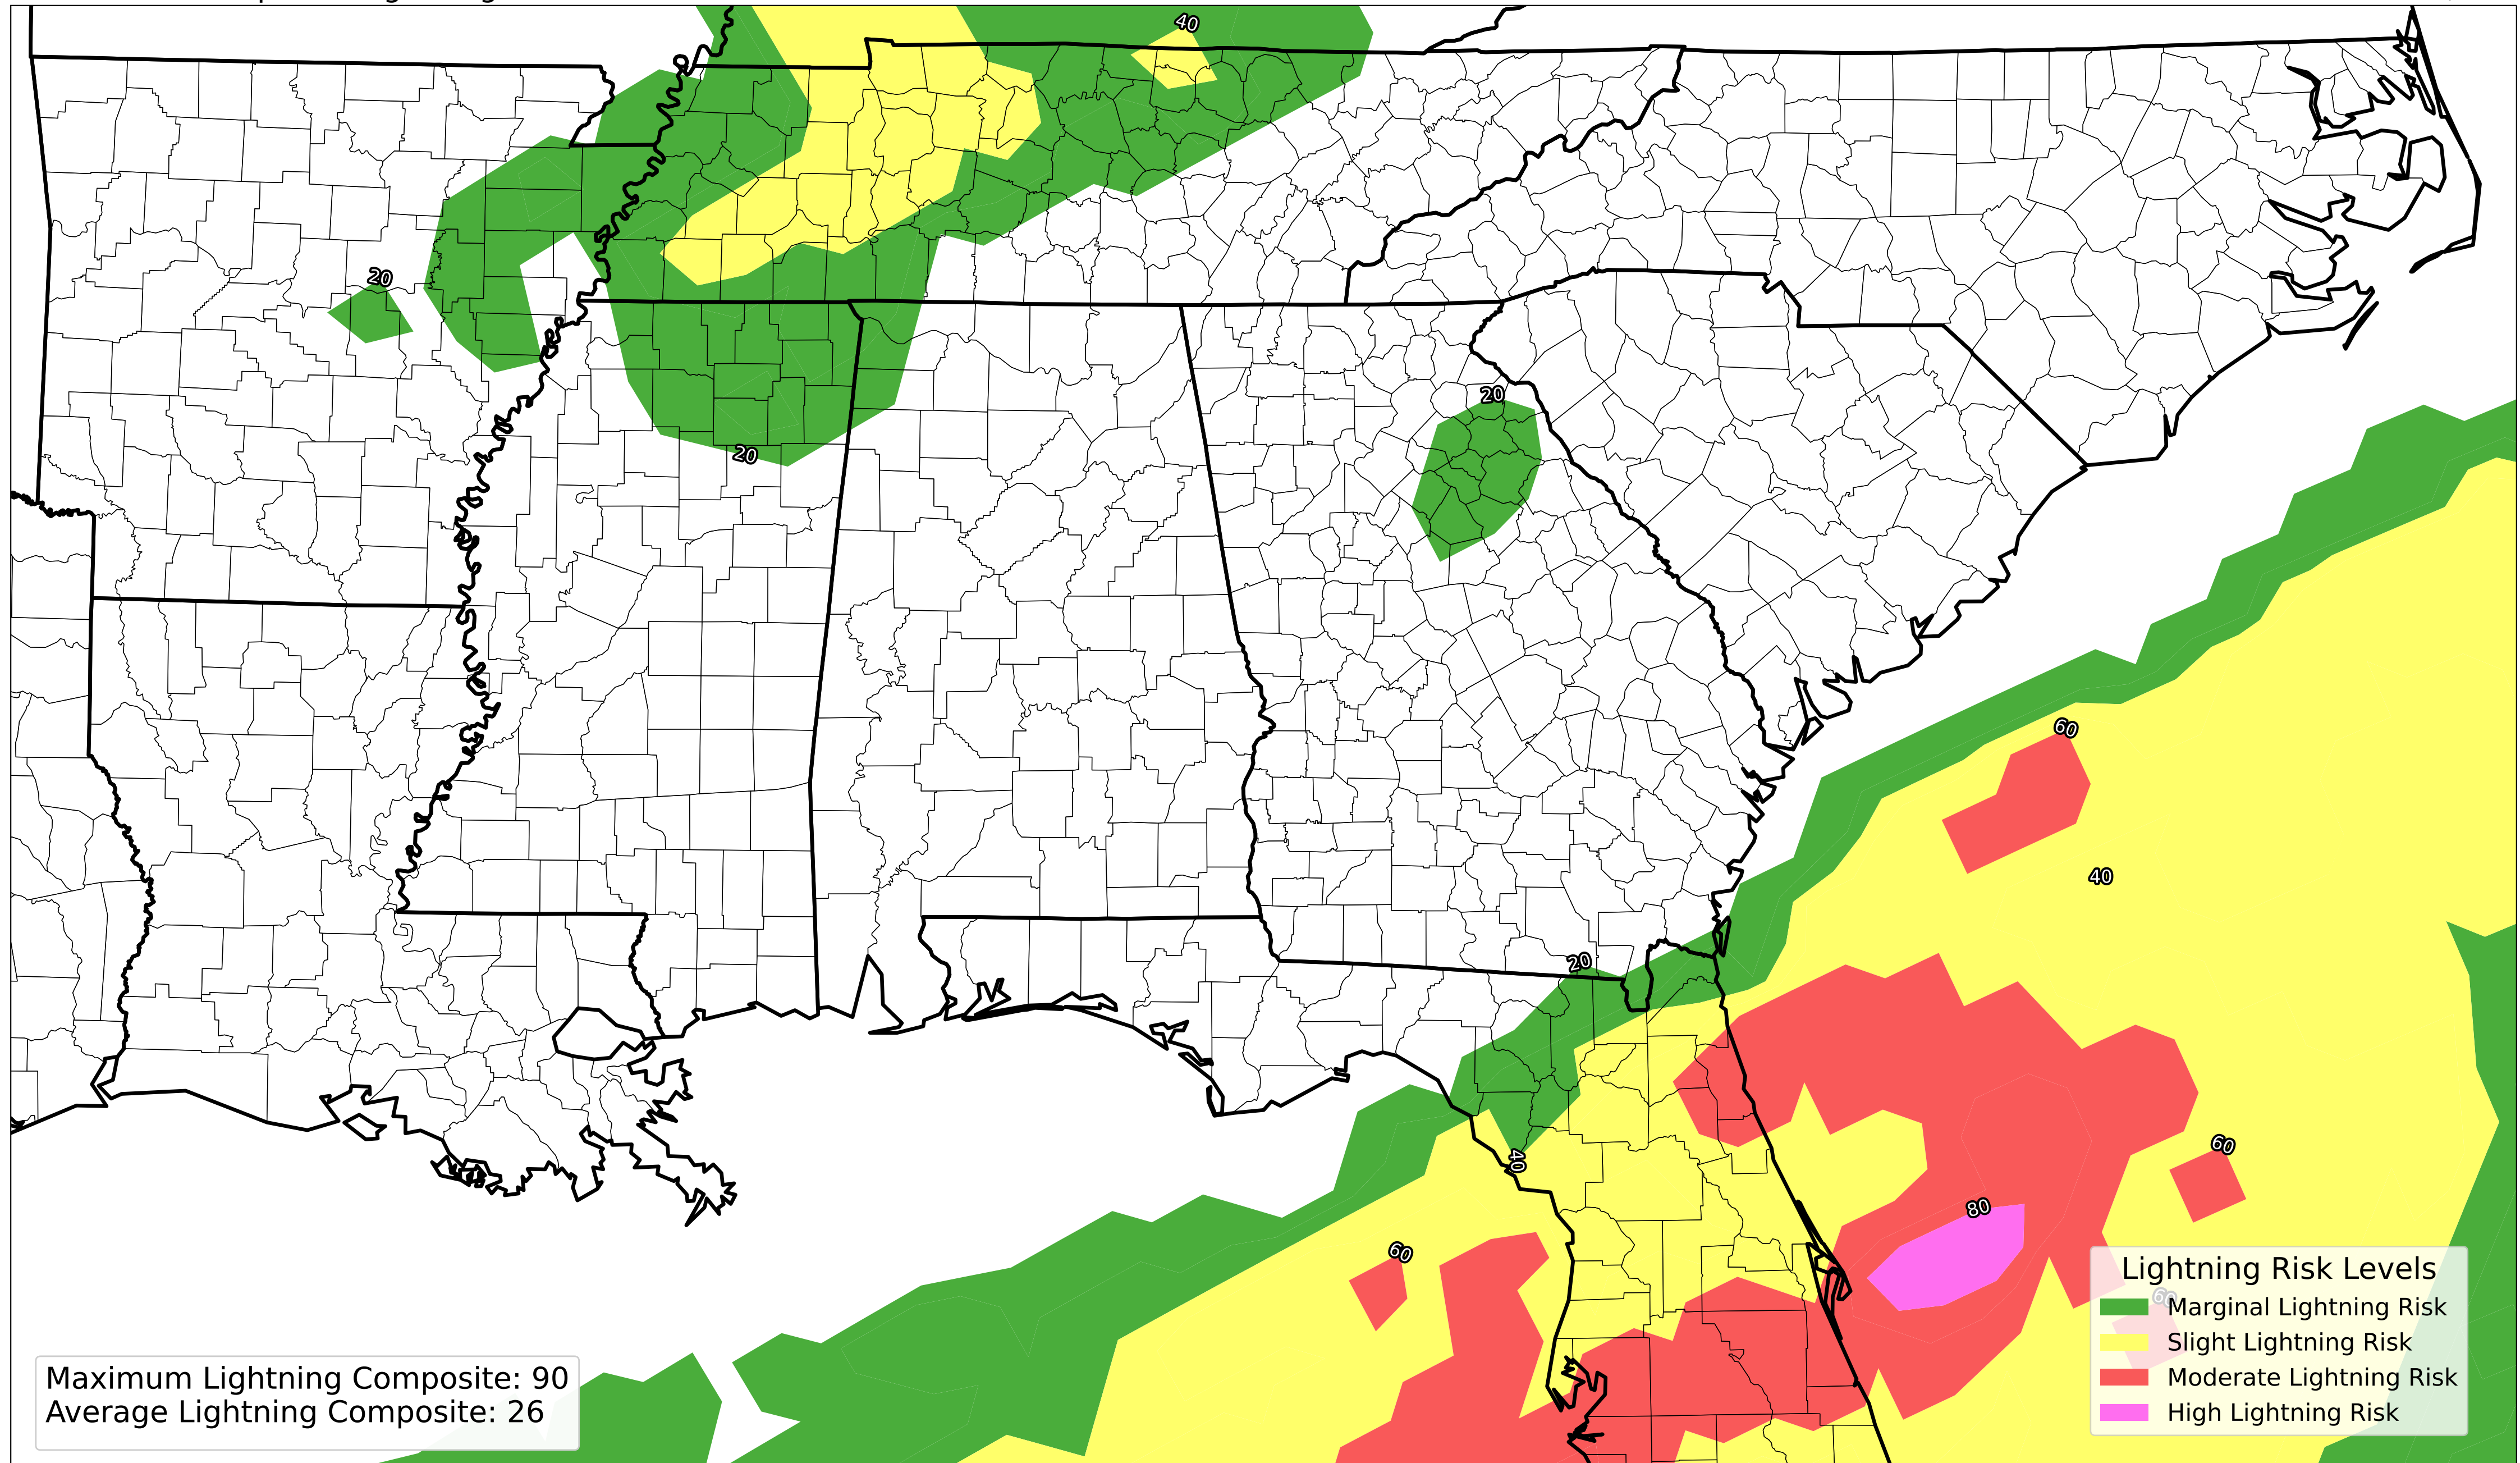 40
20
20
20
60
40
20
40
60
80
60
60
Lightning Risk Levels
Marginal Lightning Risk
Slight Lightning Risk
Moderate Lightning Risk
High Lightning Risk
Maximum Lightning Composite: 90
Average Lightning Composite: 26